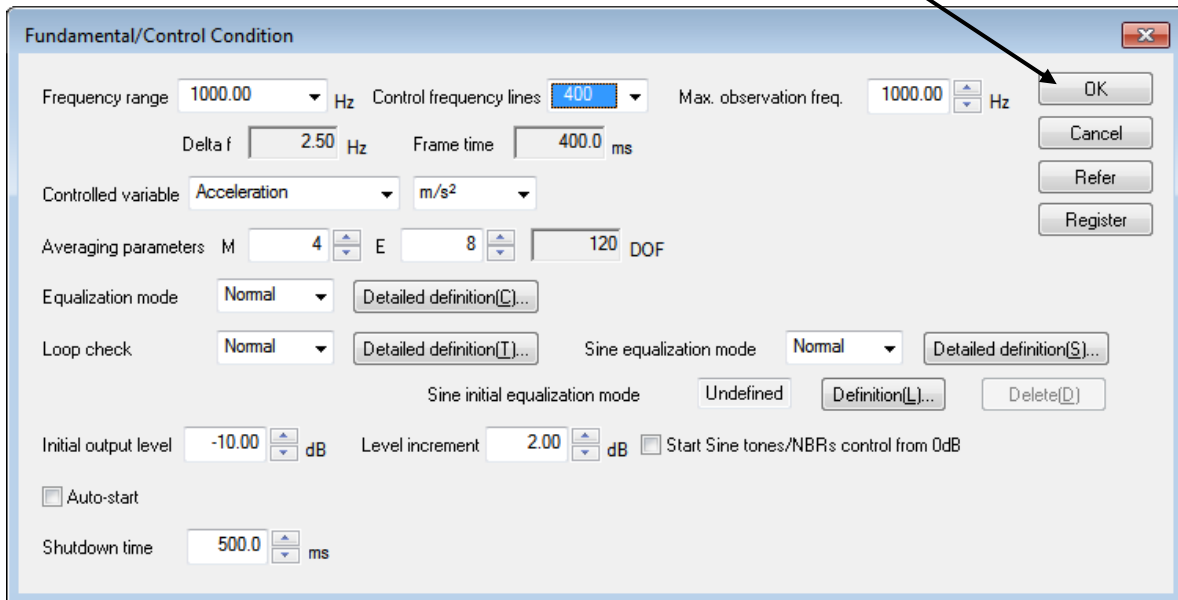 Fundamental/Control Condition
Frequency range 1000.00 Hz Control frequency lines 400 Max. observation freq. 1000.00 Hz OK
Delta f 2.50 Hz Frame time 400.0 ms Cancel
Controlled variable Acceleration m/s² Refer
Averaging parameters M 4 E 8 120 DOF Register
Equalization mode Normal Detailed definition(C)...
Loop check Normal Detailed definition(T)... Sine equalization mode Normal Detailed definition(S)...
Sine initial equalization mode Undefined Definition(L)... Delete(D)
Initial output level -10.00 dB Level increment 2.00 dB Start Sine tones/NBRs control from 0dB
Auto-start
Shutdown time 500.0 ms